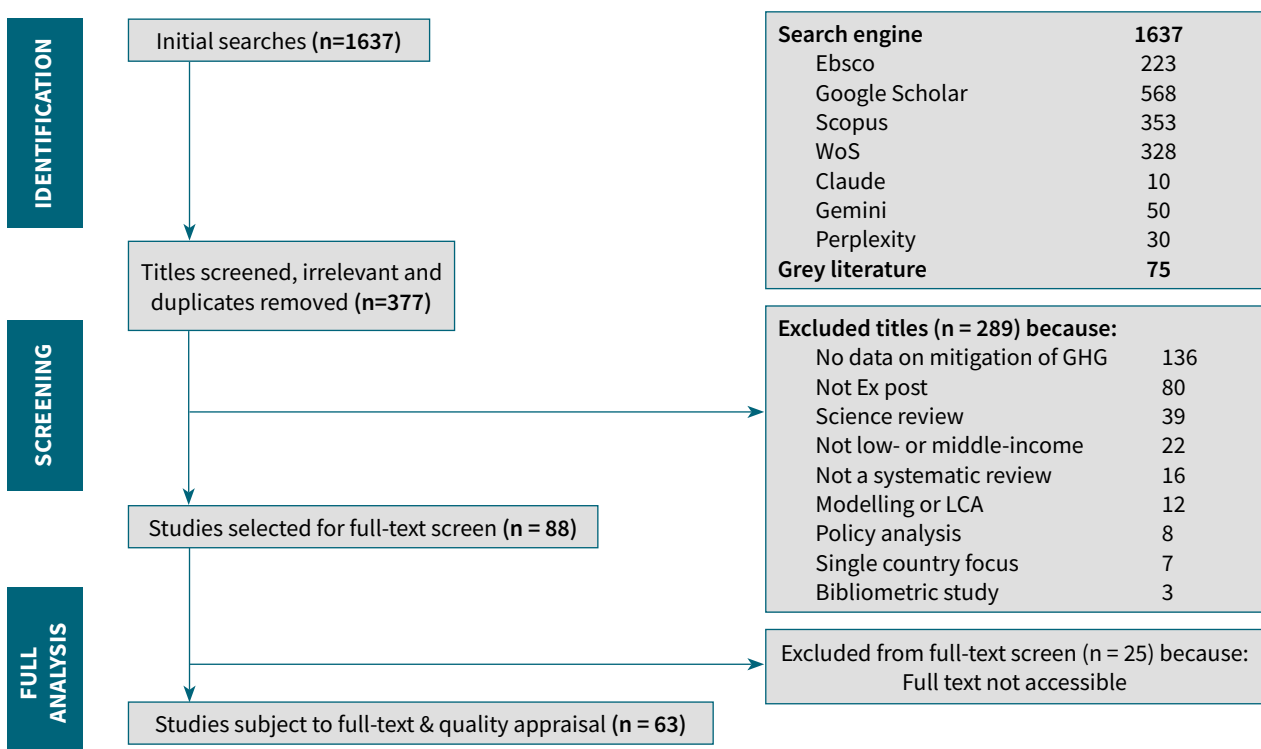 IDENTIFICATION
Initial searches (n=1637)
Titles screened, irrelevant and
duplicates removed (n=377)
Search engine 1637
Ebsco 223
Google Scholar 568
Scopus 353
WoS 328
Claude 10
Gemini 50
Perplexity 30
Grey literature 75
SCREENING
Excluded titles (n = 289) because:
No data on mitigation of GHG 136
Not Ex post 80
Science review 39
Not low- or middle-income 22
Not a systematic review 16
Modelling or LCA 12
Policy analysis 8
Single country focus 7
Bibliometric study 3
Studies selected for full-text screen (n = 88)
FULL
ANALYSIS
Excluded from full-text screen (n = 25) because:
Full text not accessible
Studies subject to full-text & quality appraisal (n = 63)